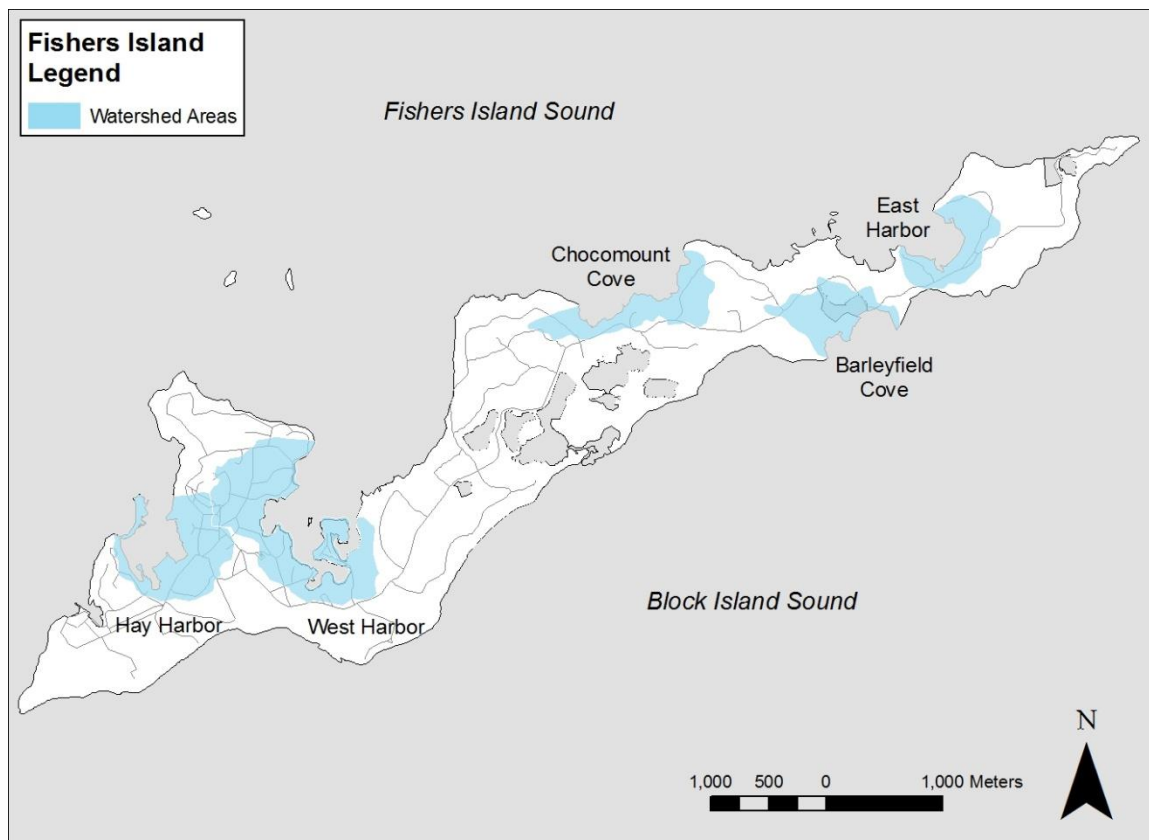 Fishers Island
Legend
Watershed Areas
Fishers Island Sound
East
Harbor
Chocomount
Cove
Barleyfield
Cove
Block Island Sound
Hay Harbor
West Harbor
N
1,000 500 0 1,000 Meters